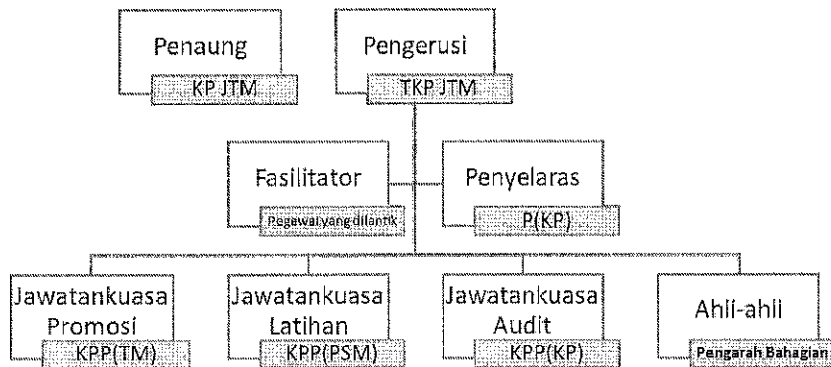 Penaung
KP JTM
Pengerusi
TKP JTM
Fasilitator
Pegawai yang dilantik
Penyelaras
P(KP)
Jawatankuasa
Promosi
KPP(TM)
Jawatankuasa
Latihan
KPP(PSM)
Jawatankuasa
Audit
KPP(KP)
Ahli-ahli
Pengarah Bahagian